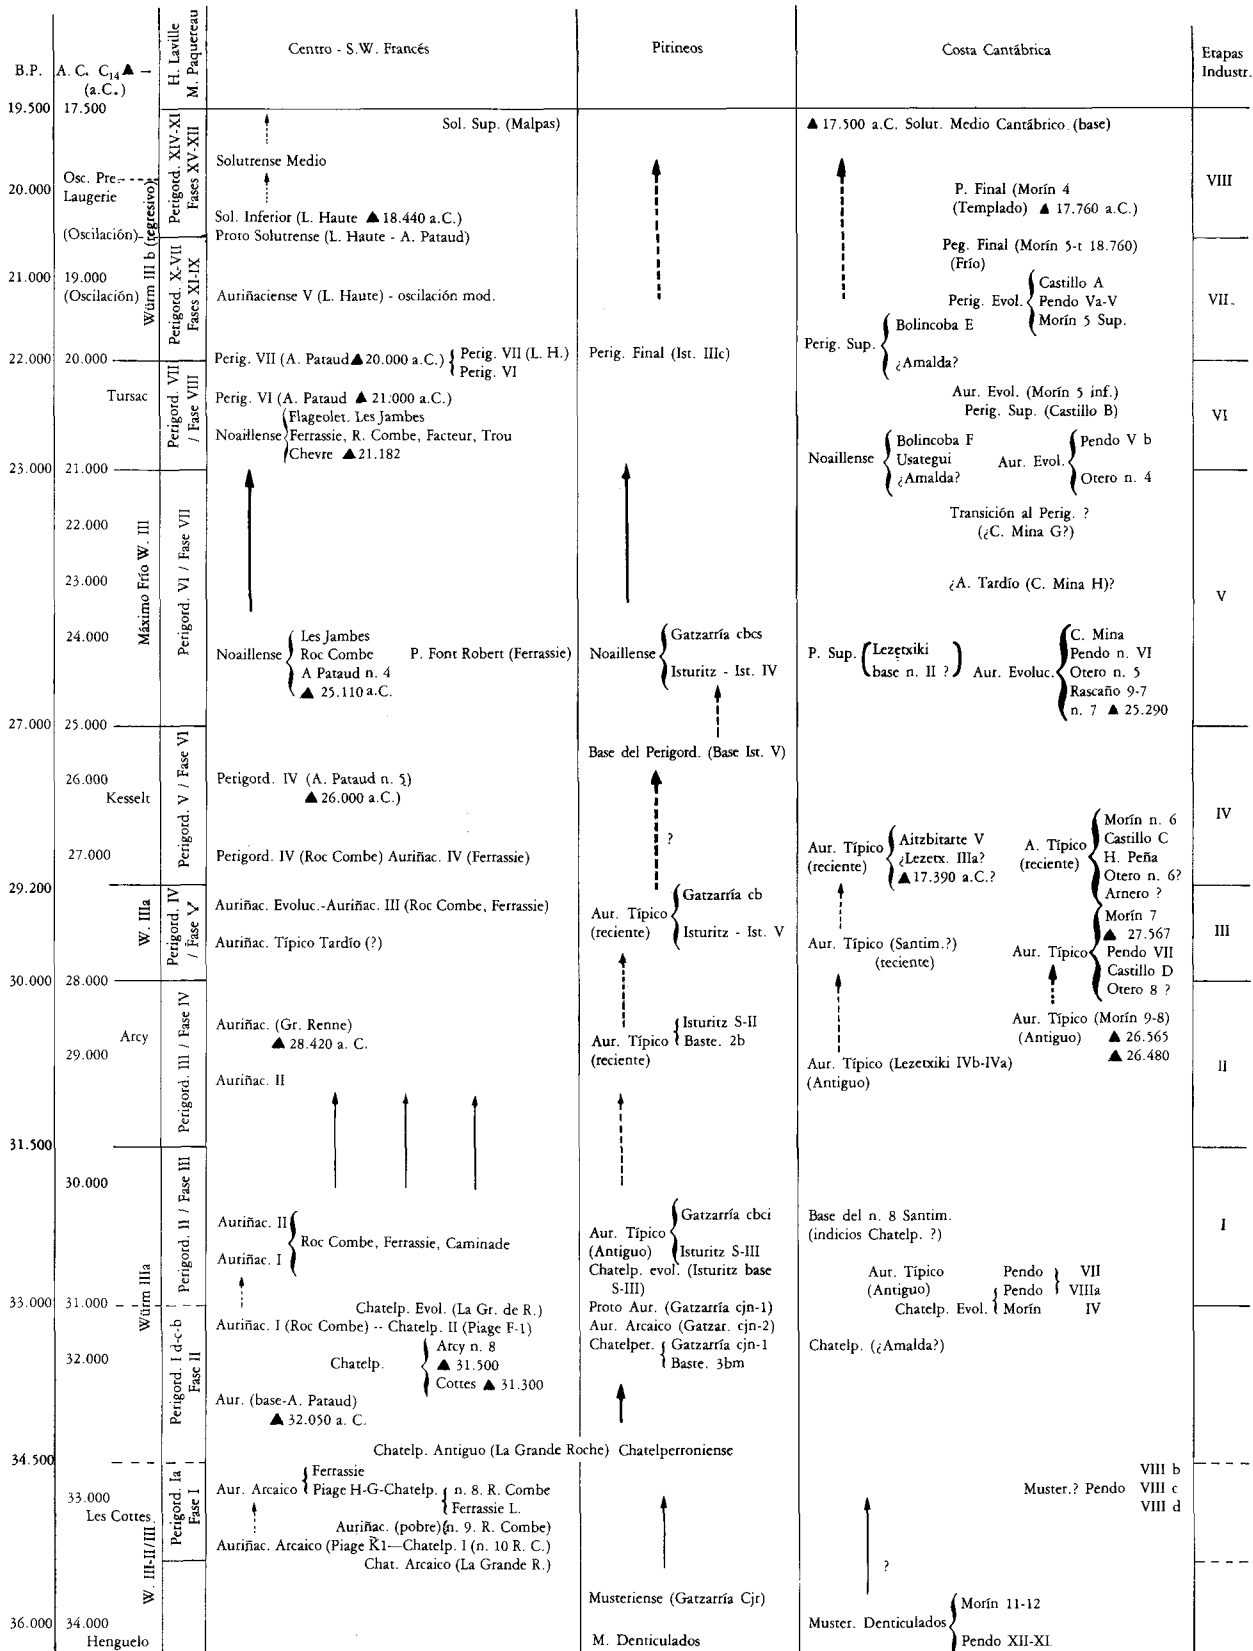 B.P.
A. C. C14 ▲ –
(a.C.)
H. Laville
M. Paquereau
Centro - S.W. Francés
Pirineos
Costa Cantábrica
Etapas
Industr.
19.500
17.500
Osc. Pre.
Laugerie
20.000
(Oscilación)
21.000
19.000
(Oscilación)
22.000
20.000
Tursac
23.000
21.000
22.000
23.000
24.000
27.000
25.000
26.000
Kesselt
27.000
29.200
30.000
28.000
Arcy
29.000
31.500
30.000
33.000
31.000
32.000
34.500
33.000
Les Cottes
36.000
34.000
Henguelo
Würm III b (regresivo)
Máximo Frío W. III
W. IIIa
Würm IIIa
W. III-II/III
Perigord. XIV-XI
Fases XV-XII
Perigord. X-VII
Fases XI-IX
Perigord. VII
/ Fase VIII
Perigord. VI / Fase VII
Perigord. V / Fase VI
Perigord. IV
/ Fase V
Perigord. III / Fase IV
Perigord. II / Fase III
Perigord. I d-c-b
Fase II
Perigord. Ia
Fase I
Sol. Sup. (Malpas)
Solutrense Medio
Sol. Inferior (L. Haute ▲ 18.440 a.C.)
Proto Solutrense (L. Haute - A. Pataud)
Auriñaciense V (L. Haute) - oscilación mod.
Perig. VII (A. Pataud ▲ 20.000 a.C.)
Perig. VII (L. H.)
Perig. VI
Perig. VI (A. Pataud ▲ 21.000 a.C.)
Noaillense
Flageolet. Les Jambes
Ferrassie, R. Combe, Facteur, Trou
Chevre ▲ 21.182
Noaillense
Les Jambes
Roc Combe
A Pataud n. 4
▲ 25.110 a.C.
P. Font Robert (Ferrassie)
Perigord. IV (A. Pataud n. 5)
▲ 26.000 a.C.)
Perigord. IV (Roc Combe) Auriñac. IV (Ferrassie)
Auriñac. Evoluc.-Auriñac. III (Roc Combe, Ferrassie)
Auriñac. Típico Tardío (?)
Auriñac. (Gr. Renne)
▲ 28.420 a. C.
Auriñac. II
Auriñac. II
Auriñac. I
Roc Combe, Ferrassie, Caminade
Chatelp. Evol. (La Gr. de R.)
Auriñac. I (Roc Combe) -- Chatelp. II (Piage F-1)
Chatelp.
Arcy n. 8
▲ 31.500
Cottes ▲ 31.300
Aur. (base-A. Pataud)
▲ 32.050 a. C.
Chatelp. Antiguo (La Grande Roche) Chatelperroniense
Aur. Arcaico
Ferrassie
Piage H-G-Chatelp.
n. 8. R. Combe
Ferrassie L.
Auriñac. (pobre) (n. 9. R. Combe)
Auriñac. Arcaico (Piage K1—Chatelp. I (n. 10 R. C.)
Chat. Arcaico (La Grande R.)
Perig. Final (Ist. IIIc)
Noaillense
Gatzarría cbcs
Isturitz - Ist. IV
Base del Perigord. (Base Ist. V)
?
Aur. Típico
(reciente)
Gatzarría cb
Isturitz - Ist. V
Aur. Típico
(reciente)
Isturitz S-II
Baste. 2b
Aur. Típico
(Antiguo)
Gatzarría cbci
Isturitz S-III
Chatelp. evol. (Isturitz base
S-III)
Proto Aur. (Gatzarría cjn-1)
Aur. Arcaico (Gatzar. cjn-2)
Chatelper.
Gatzarría cjn-1
Baste. 3bm
Musteriense (Gatzarría Cjr)
M. Denticulados
▲ 17.500 a.C. Solut. Medio Cantábrico (base)
P. Final (Morín 4
(Templado) ▲ 17.760 a.C.)
Peg. Final (Morín 5-t 18.760)
(Frío)
Perig. Evol.
Castillo A
Pendo Va-V
Morín 5 Sup.
Perig. Sup.
Bolincoba E
¿Amalda?
Aur. Evol. (Morín 5 inf.)
Perig. Sup. (Castillo B)
Noaillense
Bolincoba F
Usategui
¿Amalda?
Aur. Evol.
Pendo V b
Otero n. 4
Transición al Perig. ?
(¿C. Mina G?)
¿A. Tardío (C. Mina H)?
P. Sup.
Lezetxiki
base n. II ?
Aur. Evoluc.
C. Mina
Pendo n. VI
Otero n. 5
Rascaño 9-7
n. 7 ▲ 25.290
Aur. Típico
(reciente)
Aitzbitarte V
¿Lezetx. IIIa?
▲ 17.390 a.C.?
A. Típico
(reciente)
Morín n. 6
Castillo C
H. Peña
Otero n. 6?
Arnero ?
Aur. Típico (Santim.?)
(reciente)
Aur. Típico
Morín 7
▲ 27.567
Pendo VII
Castillo D
Otero 8 ?
Aur. Típico (Morín 9-8)
(Antiguo) ▲ 26.565
▲ 26.480
Aur. Típico (Lezetxiki IVb-IVa)
(Antiguo)
Base del n. 8 Santim.
(indicios Chatelp. ?)
Aur. Típico
(Antiguo)
Pendo VII
Chatelp. Evol.
Pendo VIIIa
Morín IV
Chatelp. (¿Amalda?)
Muster.? Pendo
VIII b
VIII c
VIII d
?
Muster. Denticulados
Morín 11-12
Pendo XII-XI.
VIII
VII
VI
V
IV
III
II
I